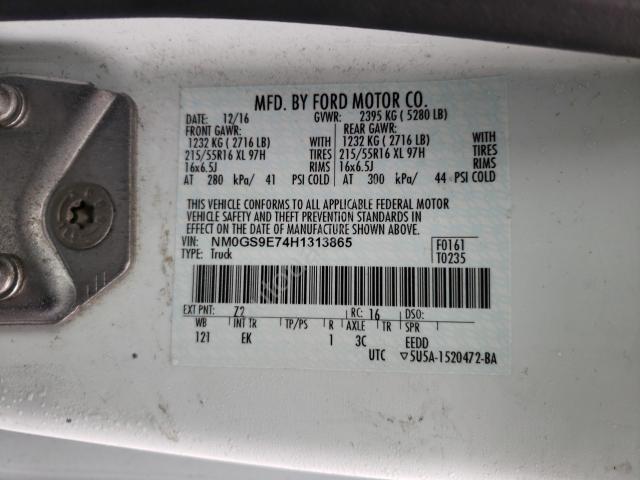 MFD. BY FORD MOTOR CO.
DATE: 12/16 GVWR: 2395 KG ( 5280 LB)
FRONT GAWR: REAR GAWR:
1232 KG ( 2716 LB) WITH 1232 KG ( 2716 LB) WITH
215/55R16 XL 97H TIRES 215/55R16 XL 97H TIRES
16x6.5J RIMS 16x6.5J RIMS
AT 280 kPa/ 41 PSI COLD AT 300 kPa/ 44 PSI COLD
THIS VEHICLE CONFORMS TO ALL APPLICABLE FEDERAL MOTOR
VEHICLE SAFETY AND THEFT PREVENTION STANDARDS IN
EFFECT ON THE DATE OF MANUFACTURE SHOWN ABOVE.
VIN: NM0GS9E74H1313865 F0161
TYPE: Truck T0235
EXT PNT: Z2 RC: 16 DSO:
WB INT TR TP/PS R AXLE TR SPR
121 EK 1 3C EEDD
UTC ▽5U5A-1520472-BA